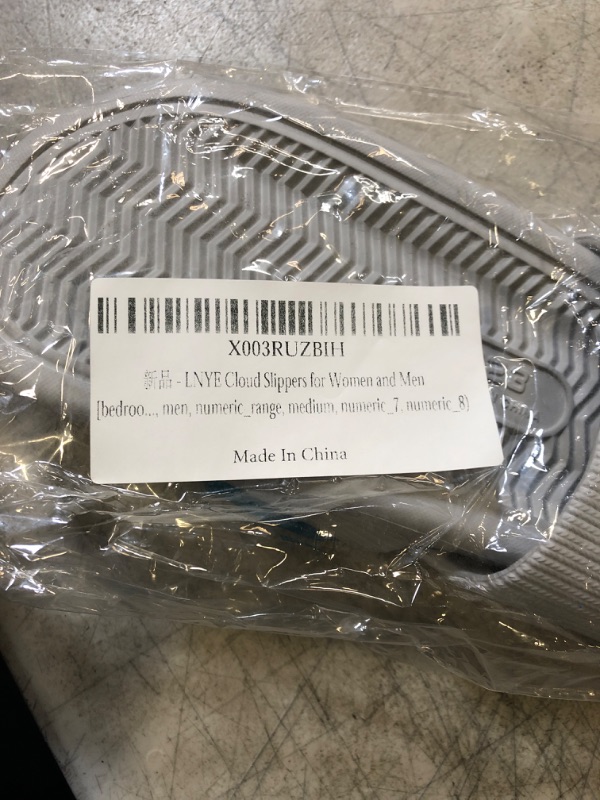 X003RUZBIH
新品 - LNYE Cloud Slippers for Women and Men
[bedroo..., men, numeric_range, medium, numeric_7, numeric_8)
Made In China